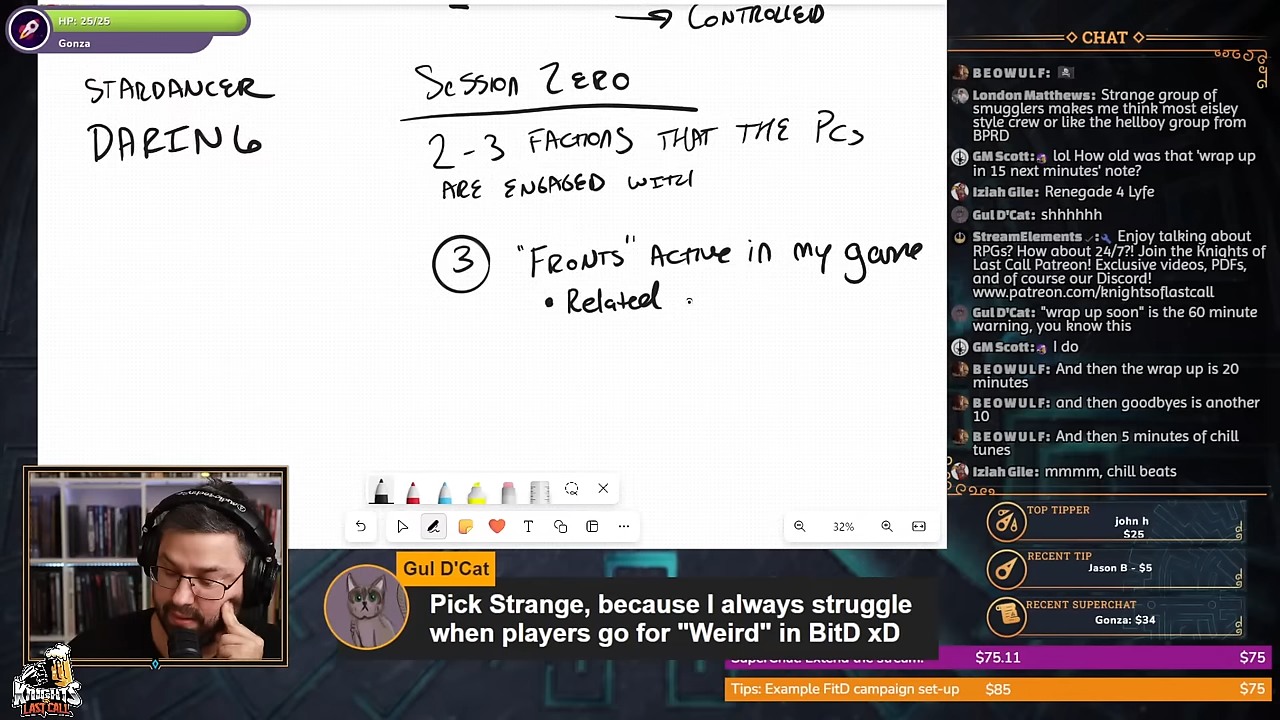 HP: 25/25
Gonza
→ CONTROLLED
STARDANCER
DARING
SESSION ZERO
2-3 FACTIONS THAT THE PCs
ARE ENGAGED WITH
3 "FRONTS" ACTIVE in my game
• Related
32%
◇ CHAT ◇
BEOWULF:
London Matthews: Strange group of
smugglers makes me think most eisley
style crew or like the hellboy group from
BPRD
GM Scott: lol How old was that 'wrap up
in 15 next minutes' note?
Iziah Gile: Renegade 4 Lyfe
Gul D'Cat: shhhhhh
StreamElements: Enjoy talking about
RPGs? How about 24/7?! Join the Knights
of Last Call Patreon! Exclusive videos, PDFs,
and of course our Discord!
www.patreon.com/knightsoflastcall
Gul D'Cat: "wrap up soon" is the 60 minute
warning, you know this
GM Scott: I do
BEOWULF: And then the wrap up is 20
minutes
BEOWULF: and then goodbyes is another
10
BEOWULF: And then 5 minutes of chill
tunes
Iziah Gile: mmmm, chill beats
TOP TIPPER
john h
$25
RECENT TIP
Jason B - $5
RECENT SUPERCHAT
Gonza: $34
Gul D'Cat
Pick Strange, because I always struggle
when players go for "Weird" in BitD xD
SuperChat: Extend the stream! $75.11 $75
Tips: Example FitD campaign set-up $85 $75
KNIGHTS
LAST CALL